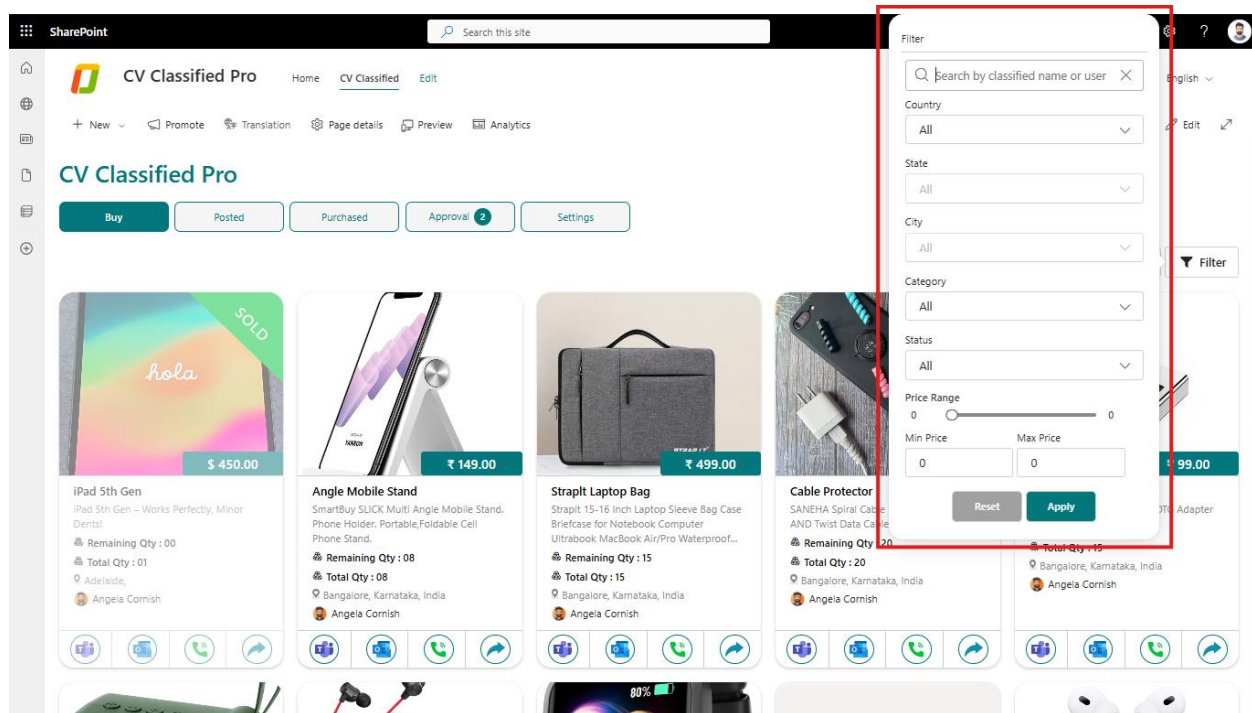 SharePoint
Search this site
?
CV Classified Pro
Home
CV Classified
Edit
English
+ New
Promote
Translation
Page details
Preview
Analytics
Edit
CV Classified Pro
Buy
Posted
Purchased
Approval 2
Settings
Filter
Filter
Search by classified name or user
Country
All
State
All
City
All
Category
All
Status
All
Price Range
0
0
Min Price
Max Price
0
0
Reset
Apply
SOLD
hola
$ 450.00
iPad 5th Gen
iPad 5th Gen – Works Perfectly, Minor
Dents!
Remaining Qty : 00
Total Qty : 01
Adelaide,
Angela Cornish
₹ 149.00
Angle Mobile Stand
SmartBuy SLICK Multi Angle Mobile Stand.
Phone Holder. Portable,Foldable Cell
Phone Stand.
Remaining Qty : 08
Total Qty : 08
Bangalore, Karnataka, India
Angela Cornish
STRAP IT
₹ 499.00
StrapIt Laptop Bag
StrapIt 15-16 Inch Laptop Sleeve Bag Case
Briefcase for Notebook Computer
Ultrabook MacBook Air/Pro Waterproof...
Remaining Qty : 15
Total Qty : 15
Bangalore, Karnataka, India
Angela Cornish
Cable Protector
SANEHA Spiral Cable
AND Twist Data Cable
Remaining Qty : 20
Total Qty : 20
Bangalore, Karnataka, India
Angela Cornish
₹ 99.00
OTG Adapter
Total Qty : 15
Bangalore, Karnataka, India
Angela Cornish
80%